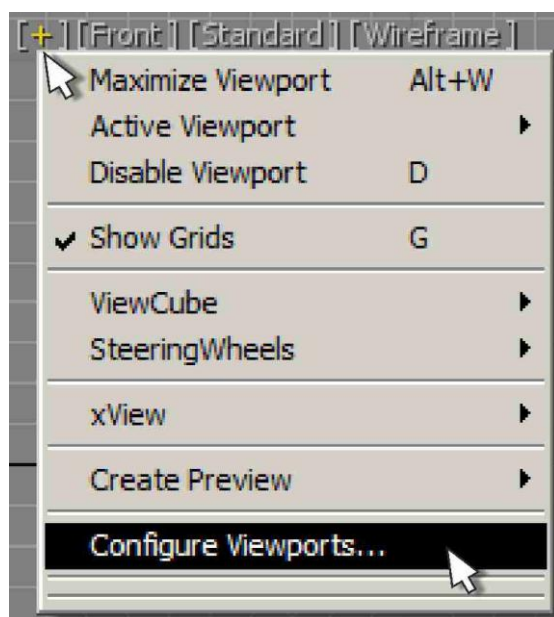 [+][Front][Standard][Wireframe]
Maximize Viewport Alt+W
Active Viewport
Disable Viewport D
Show Grids G
ViewCube
SteeringWheels
xView
Create Preview
Configure Viewports...